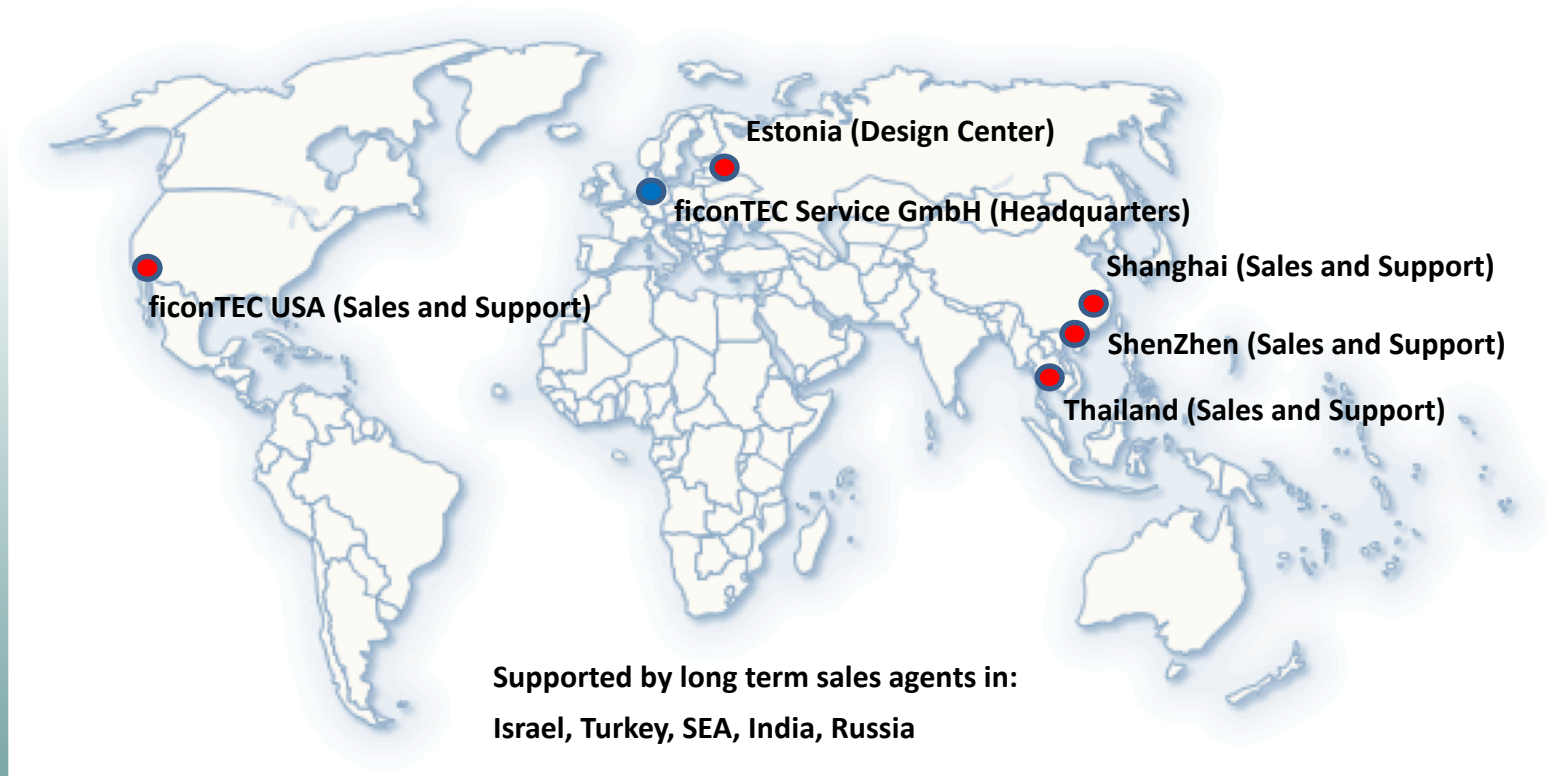 Estonia (Design Center)
ficonTEC Service GmbH (Headquarters)
Shanghai (Sales and Support)
ficonTEC USA (Sales and Support)
ShenZhen (Sales and Support)
Thailand (Sales and Support)
Supported by long term sales agents in:
Israel, Turkey, SEA, India, Russia